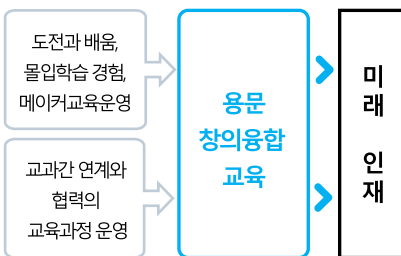 도전과 배움,
몰입학습 경험,
메이커교육운영
교과간 연계와
협력의
교육과정 운영
용문
창의융합
교육
미래 인재